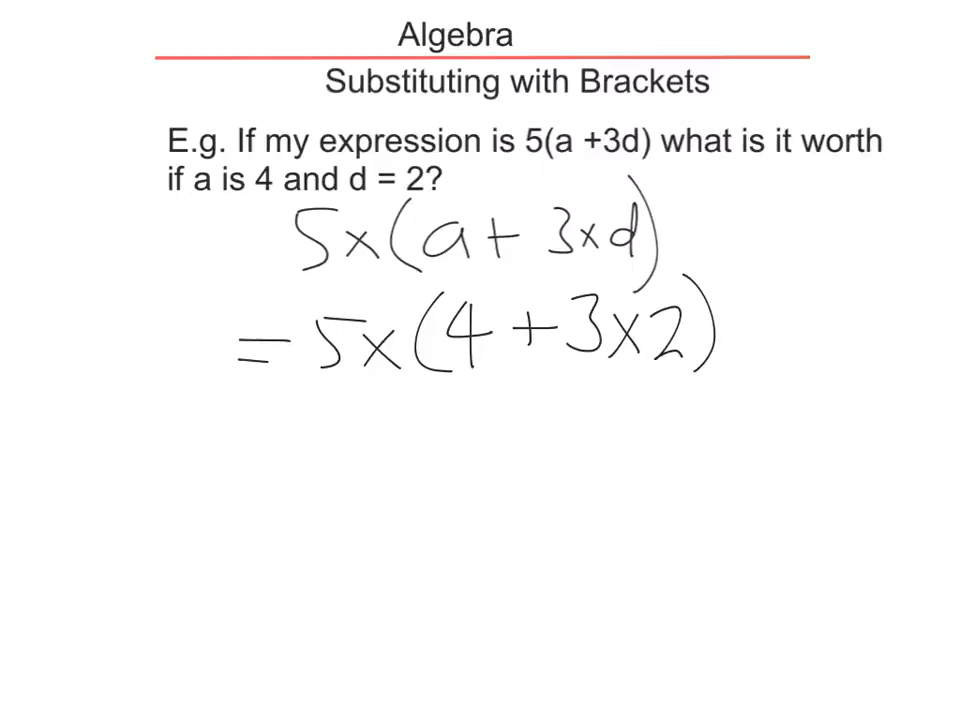 Algebra
Substituting with Brackets
E.g. If my expression is 5(a +3d) what is it worth
if a is 4 and d = 2?
5x(a + 3xd)
= 5x(4 + 3x2)